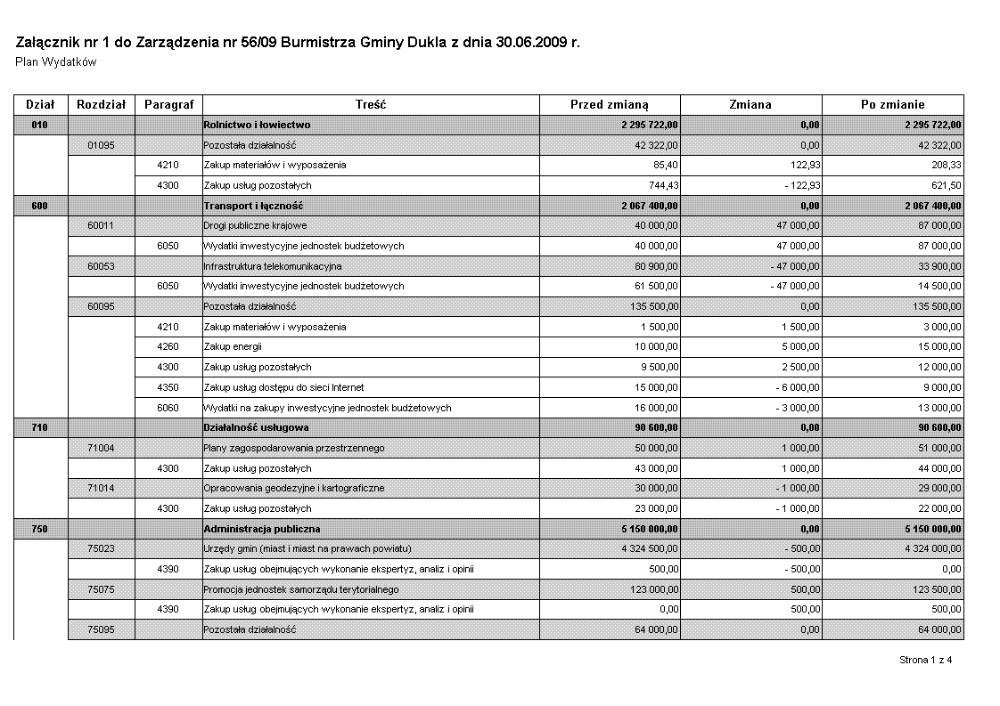 Załącznik nr 1 do Zarządzenia nr 56/09 Burmistrza Gminy Dukla z dnia 30.06.2009 r.
Plan Wydatków
Dział Rozdział Paragraf Treść Przed zmianą Zmiana Po zmianie
010 Rolnictwo i łowiectwo 2 295 722,00 0,00 2 295 722,00
01095 Pozostała działalność 42 322,00 0,00 42 322,00
4210 Zakup materiałów i wyposażenia 85,40 122,93 208,33
4300 Zakup usług pozostałych 744,43 - 122,93 621,50
600 Transport i łączność 2 067 400,00 0,00 2 067 400,00
60011 Drogi publiczne krajowe 40 000,00 47 000,00 87 000,00
6050 Wydatki inwestycyjne jednostek budżetowych 40 000,00 47 000,00 87 000,00
60053 Infrastruktura telekomunikacyjna 80 900,00 - 47 000,00 33 900,00
6050 Wydatki inwestycyjne jednostek budżetowych 61 500,00 - 47 000,00 14 500,00
60095 Pozostała działalność 135 500,00 0,00 135 500,00
4210 Zakup materiałów i wyposażenia 1 500,00 1 500,00 3 000,00
4260 Zakup energii 10 000,00 5 000,00 15 000,00
4300 Zakup usług pozostałych 9 500,00 2 500,00 12 000,00
4350 Zakup usług dostępu do sieci Internet 15 000,00 - 6 000,00 9 000,00
6060 Wydatki na zakupy inwestycyjne jednostek budżetowych 16 000,00 - 3 000,00 13 000,00
710 Działalność usługowa 90 600,00 0,00 90 600,00
71004 Plany zagospodarowania przestrzennego 50 000,00 1 000,00 51 000,00
4300 Zakup usług pozostałych 43 000,00 1 000,00 44 000,00
71014 Opracowania geodezyjne i kartograficzne 30 000,00 - 1 000,00 29 000,00
4300 Zakup usług pozostałych 23 000,00 - 1 000,00 22 000,00
750 Administracja publiczna 5 150 000,00 0,00 5 150 000,00
75023 Urzędy gmin (miast i miast na prawach powiatu) 4 324 500,00 - 500,00 4 324 000,00
4390 Zakup usług obejmujących wykonanie ekspertyz, analiz i opinii 500,00 - 500,00 0,00
75075 Promocja jednostek samorządu terytorialnego 123 000,00 500,00 123 500,00
4390 Zakup usług obejmujących wykonanie ekspertyz, analiz i opinii 0,00 500,00 500,00
75095 Pozostała działalność 64 000,00 0,00 64 000,00
Strona 1 z 4